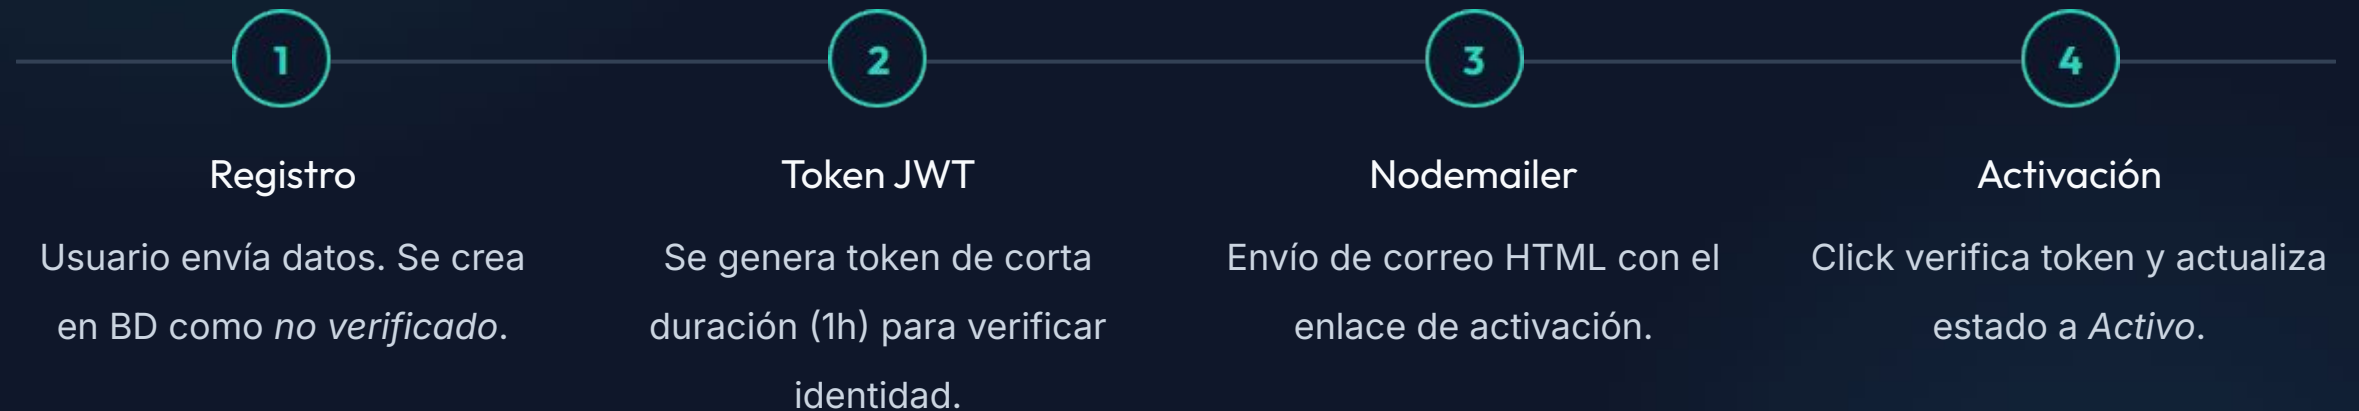 1
Registro
Usuario envía datos. Se crea
en BD como no verificado.
2
Token JWT
Se genera token de corta
duración (1h) para verificar
identidad.
3
Nodemailer
Envío de correo HTML con el
enlace de activación.
4
Activación
Click verifica token y actualiza
estado a Activo.